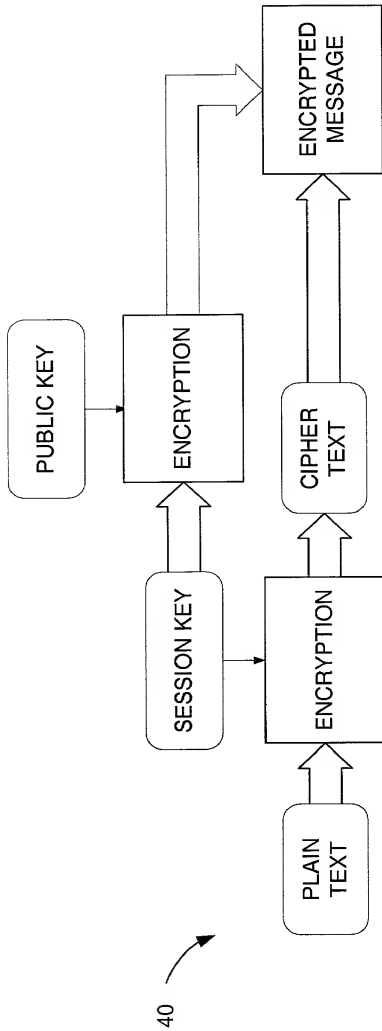 40
PUBLIC KEY
SESSION KEY
ENCRYPTION
PLAIN
TEXT
ENCRYPTION
CIPHER
TEXT
ENCRYPTED
MESSAGE